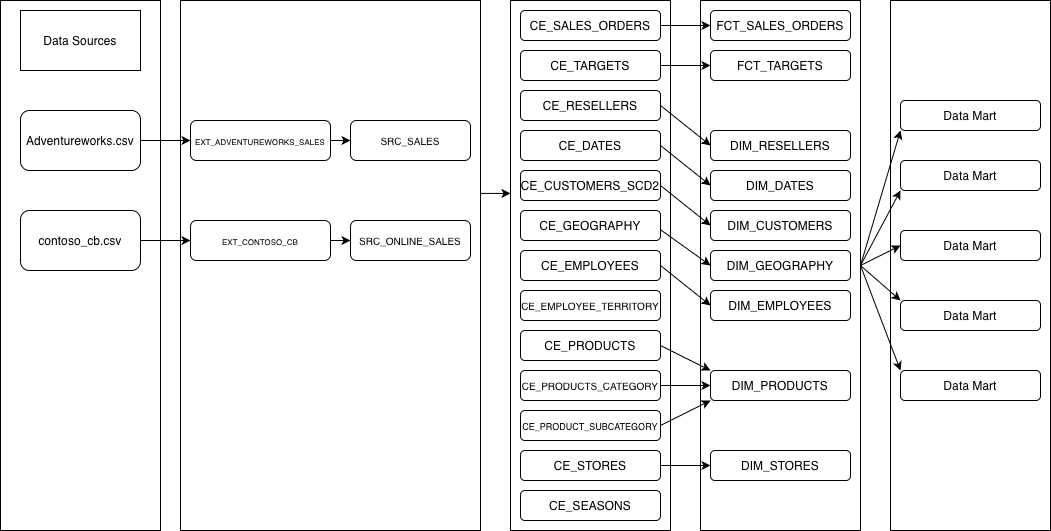 Data Sources
Adventureworks.csv
contoso_cb.csv
EXT_ADVENTUREWORKS_SALES
SRC_SALES
EXT_CONTOSO_CB
SRC_ONLINE_SALES
CE_SALES_ORDERS
CE_TARGETS
CE_RESELLERS
CE_DATES
CE_CUSTOMERS_SCD2
CE_GEOGRAPHY
CE_EMPLOYEES
CE_EMPLOYEE_TERRITORY
CE_PRODUCTS
CE_PRODUCTS_CATEGORY
CE_PRODUCT_SUBCATEGORY
CE_STORES
CE_SEASONS
FCT_SALES_ORDERS
FCT_TARGETS
DIM_RESELLERS
DIM_DATES
DIM_CUSTOMERS
DIM_GEOGRAPHY
DIM_EMPLOYEES
DIM_PRODUCTS
DIM_STORES
Data Mart
Data Mart
Data Mart
Data Mart
Data Mart